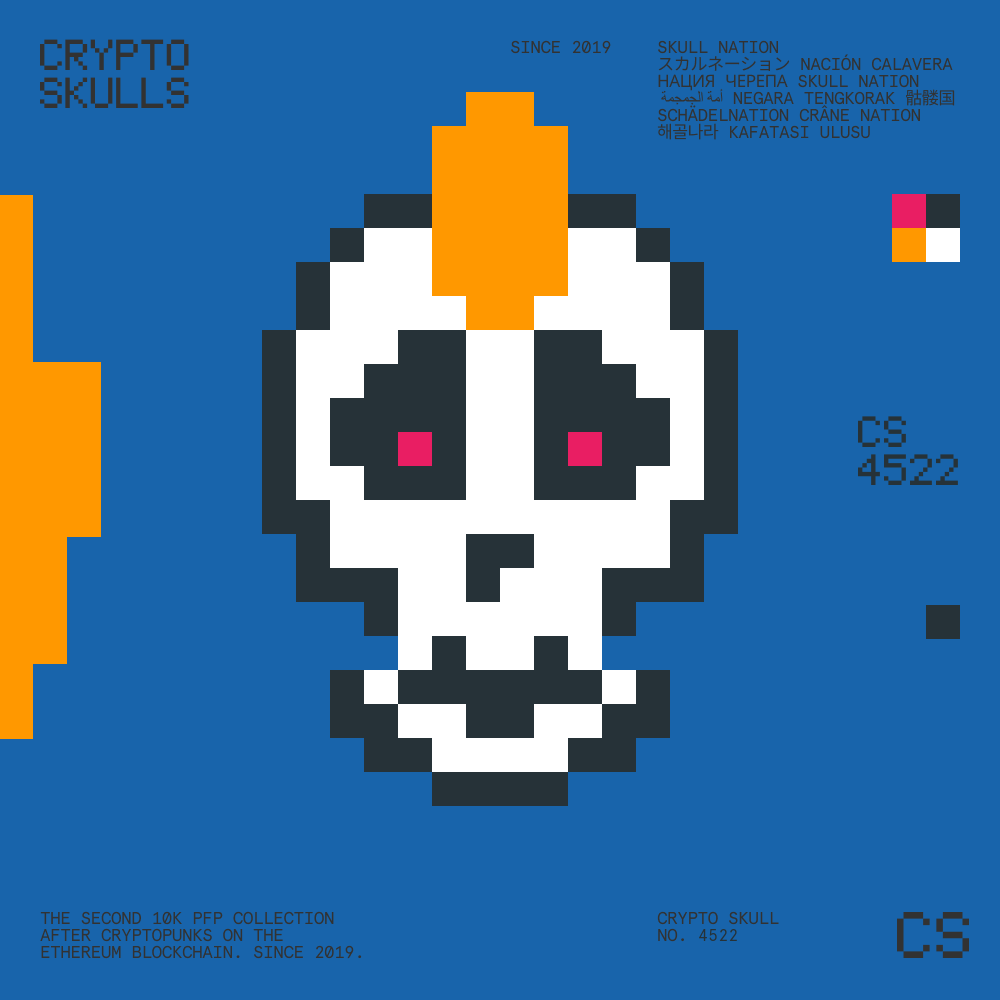 CRYPTO
SKULLS
SINCE 2019
SKULL NATION
スカルネーション NACIÓN CALAVERA
НАЦИЯ ЧЕРЕПА SKULL NATION
أمة الجمجمة NEGARA TENGKORAK 骷髅国
SCHÄDELNATION CRÂNE NATION
해골나라 KAFATASI ULUSU
CS
4522
THE SECOND 10K PFP COLLECTION
AFTER CRYPTOPUNKS ON THE
ETHEREUM BLOCKCHAIN. SINCE 2019.
CRYPTO SKULL
NO. 4522
CS